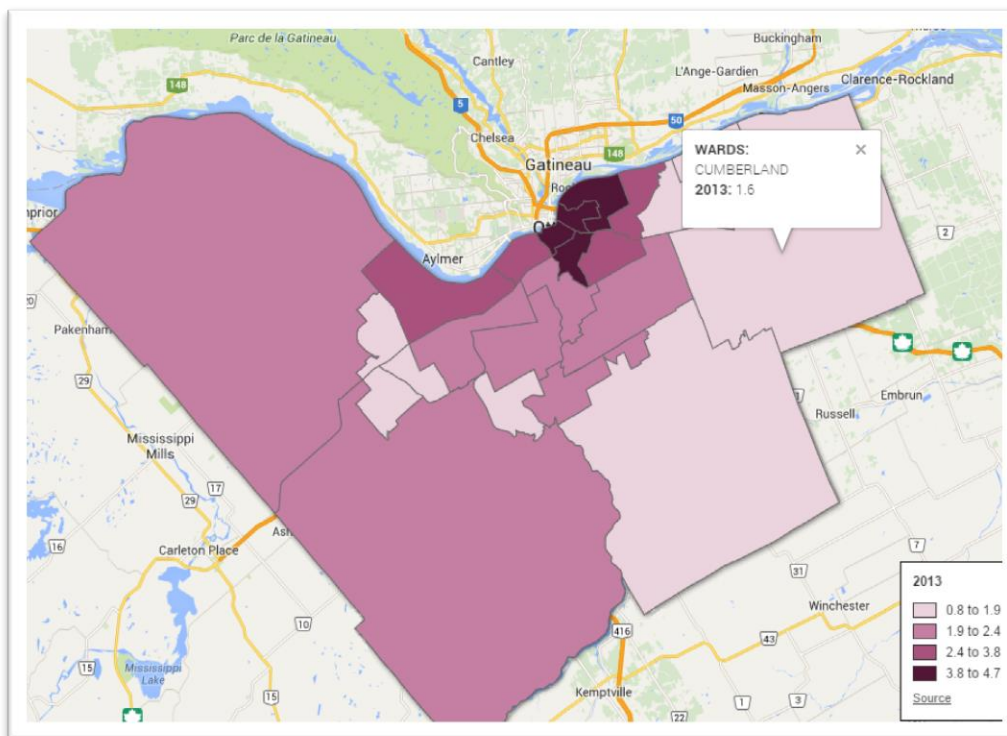 Parc de la Gatineau
Buckingham
Cantley
L'Ange-Gardien
148
Masson-Angers
Clarence-Rockland
5
50
Chelsea
148
Gatineau
WARDS:
CUMBERLAND
2013: 1.6
2
Aylmer
Pakenham
29
Embrun
Russell
Mississippi
Mills
17
29
16
Carleton Place
7
31
10
Winchester
416
43
15
Mississippi
Lake
15
Kemptville
1
3
22
2013
0.8 to 1.9
1.9 to 2.4
2.4 to 3.8
3.8 to 4.7
Source